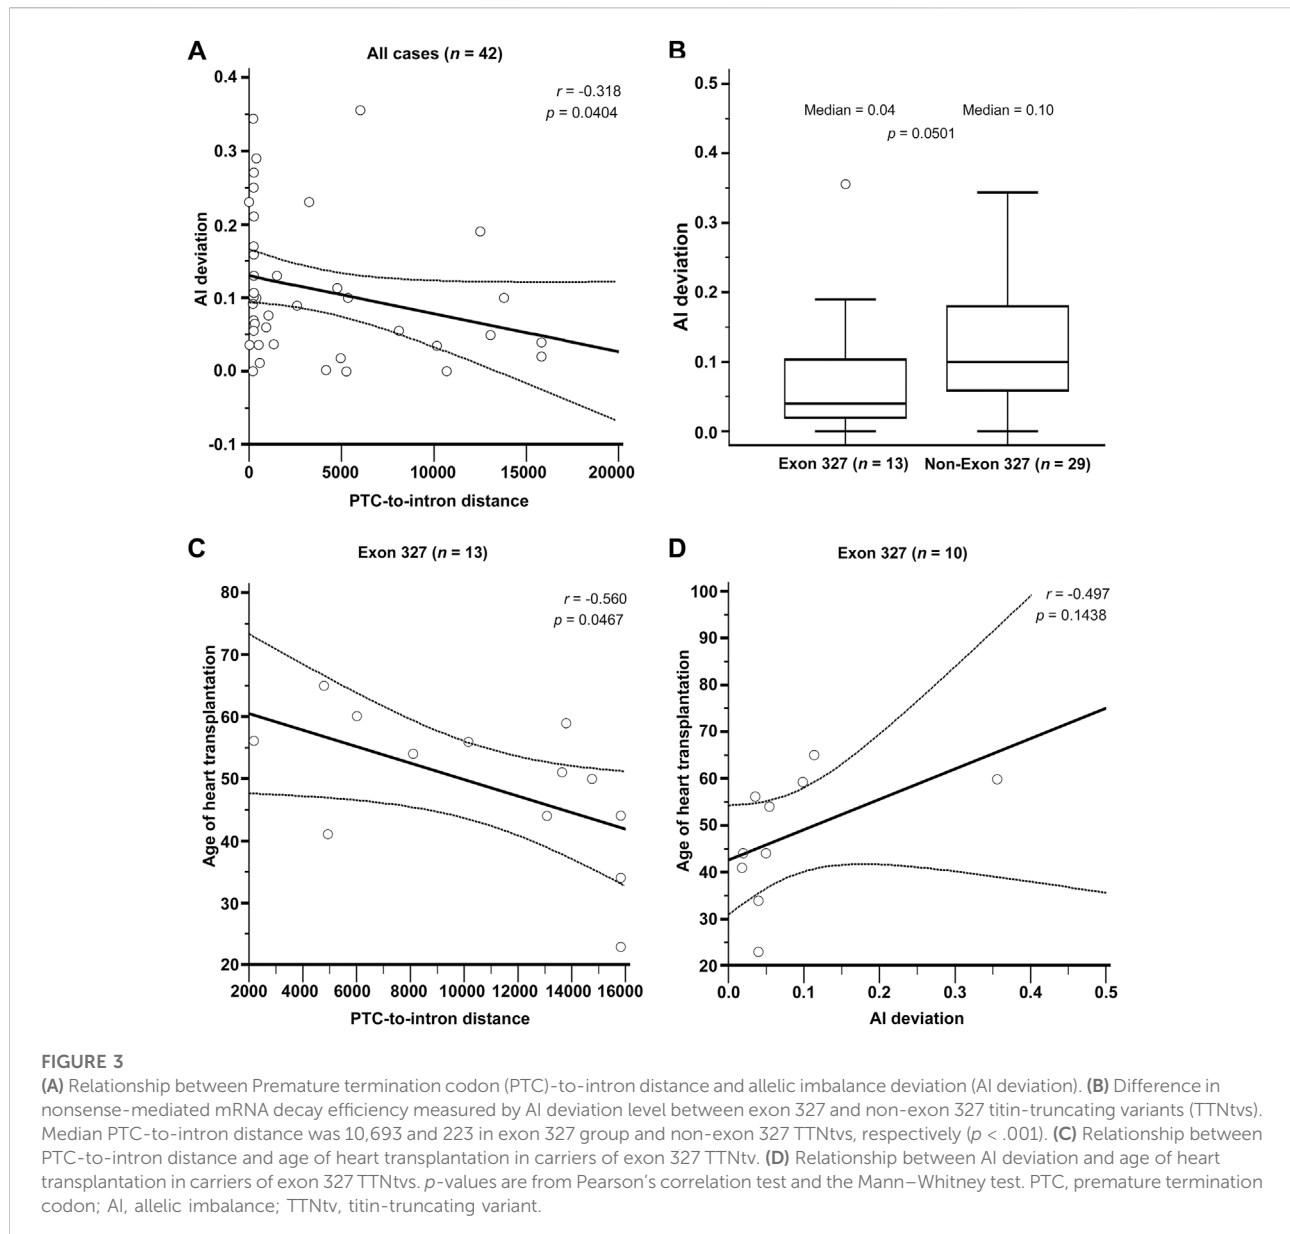 A
All cases (n = 42)
r = -0.318
p = 0.0404
0.4
0.3
0.2
0.1
0.0
-0.1
AI deviation
0 5000 10000 15000 20000
PTC-to-intron distance
B
Median = 0.04 Median = 0.10
p = 0.0501
0.5
0.4
0.3
0.2
0.1
0.0
AI deviation
Exon 327 (n = 13) Non-Exon 327 (n = 29)
C
Exon 327 (n = 13)
r = -0.560
p = 0.0467
80
70
60
50
40
30
20
Age of heart transplantation
2000 4000 6000 8000 10000 12000 14000 16000
PTC-to-intron distance
D
Exon 327 (n = 10)
r = -0.497
p = 0.1438
100
90
80
70
60
50
40
30
20
Age of heart transplantation
0.0 0.1 0.2 0.3 0.4 0.5
AI deviation
FIGURE 3
(A) Relationship between Premature termination codon (PTC)-to-intron distance and allelic imbalance deviation (AI deviation). (B) Difference in
nonsense-mediated mRNA decay efficiency measured by AI deviation level between exon 327 and non-exon 327 titin-truncating variants (TTNtvs).
Median PTC-to-intron distance was 10,693 and 223 in exon 327 group and non-exon 327 TTNtvs, respectively (p < .001). (C) Relationship between
PTC-to-intron distance and age of heart transplantation in carriers of exon 327 TTNtv. (D) Relationship between AI deviation and age of heart
transplantation in carriers of exon 327 TTNtvs. p-values are from Pearson's correlation test and the Mann–Whitney test. PTC, premature termination
codon; AI, allelic imbalance; TTNtv, titin-truncating variant.